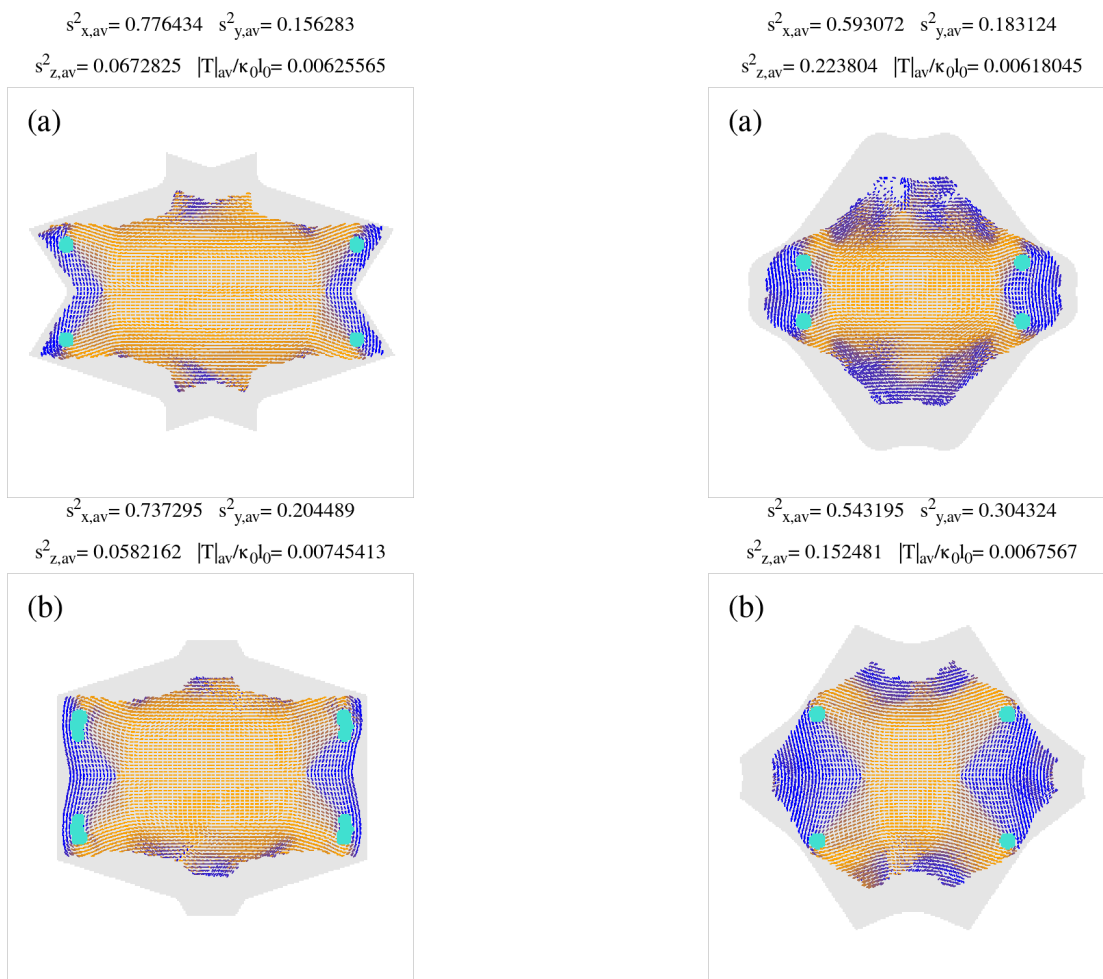 s²x,av= 0.776434 s²y,av= 0.156283
s²z,av= 0.0672825 |T|av/κ0l0= 0.00625565
(a)
s²x,av= 0.593072 s²y,av= 0.183124
s²z,av= 0.223804 |T|av/κ0l0= 0.00618045
(a)
s²x,av= 0.737295 s²y,av= 0.204489
s²z,av= 0.0582162 |T|av/κ0l0= 0.00745413
(b)
s²x,av= 0.543195 s²y,av= 0.304324
s²z,av= 0.152481 |T|av/κ0l0= 0.0067567
(b)